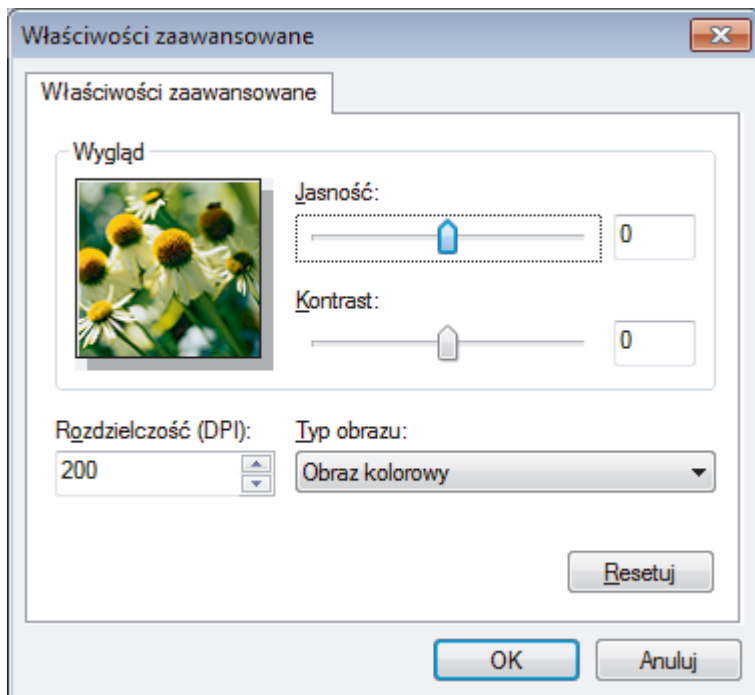 Właściwości zaawansowane
Właściwości zaawansowane
Wygląd
Jasność:
0
Kontrast:
0
Rozdzielczość (DPI):
Typ obrazu:
200
Obraz kolorowy
Resetuj
OK
Anuluj